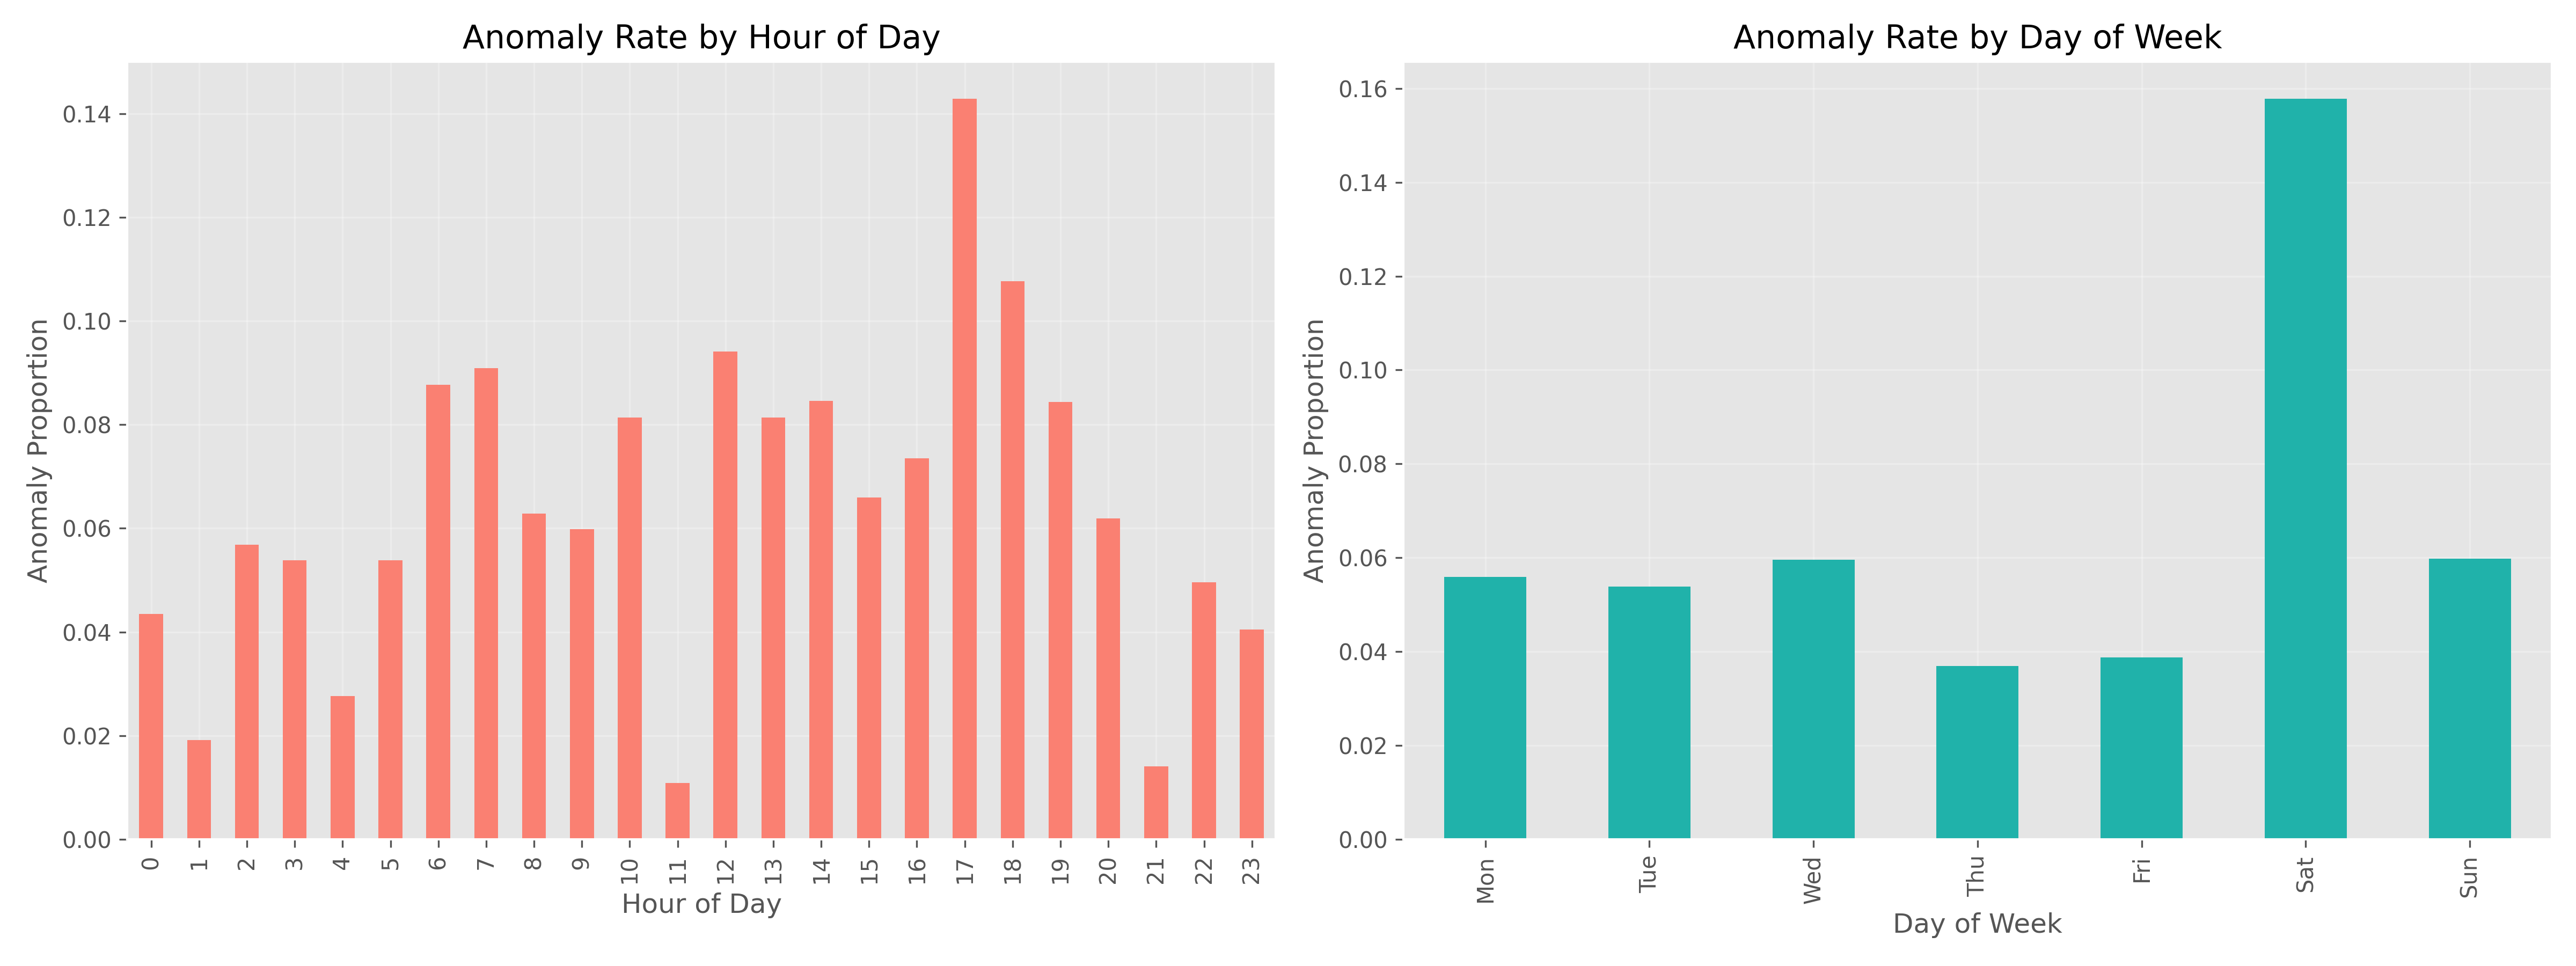 Anomaly Rate by Hour of Day
Anomaly Proportion
0.14
0.12
0.10
0.08
0.06
0.04
0.02
0.00
0 1 2 3 4 5 6 7 8 9 10 11 12 13 14 15 16 17 18 19 20 21 22 23
Hour of Day
Anomaly Rate by Day of Week
Anomaly Proportion
0.16
0.14
0.12
0.10
0.08
0.06
0.04
0.02
0.00
Mon Tue Wed Thu Fri Sat Sun
Day of Week